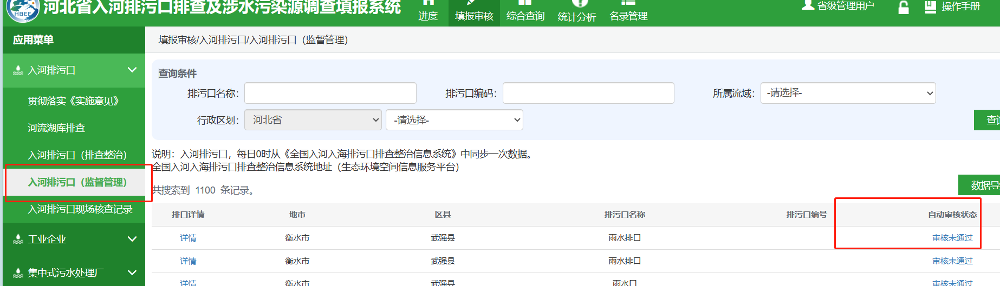 河北省入河排污口排查及涉水污染源调查填报系统
HBEE
进度
填报审核
综合查询
统计分析
名录管理
省级管理用户
操作手册
应用菜单
填报审核/入河排污口/入河排污口（监督管理）
入河排污口
贯彻落实《实施意见》
河流湖库排查
入河排污口（排查整治）
入河排污口（监督管理）
入河排污口现场核查记录
工业企业
集中式污水处理厂
查询条件
排污口名称：
排污口编码：
所属流域： -请选择-
行政区划： 河北省 -请选择-
说明：入河排污口，每日0时从《全国入河入海排污口排查整治信息系统》中同步一次数据。
全国入河入海排污口排查整治信息系统地址（生态环境空间信息服务平台）
共搜索到 1100 条记录。
数据导
排口详情 地市 区县 排污口名称 排污口编号 自动审核状态
详情 衡水市 武强县 雨水排口 审核未通过
详情 衡水市 武强县 雨水排口 审核未通过
详情 衡水市 武强县 雨水口 审核未通过